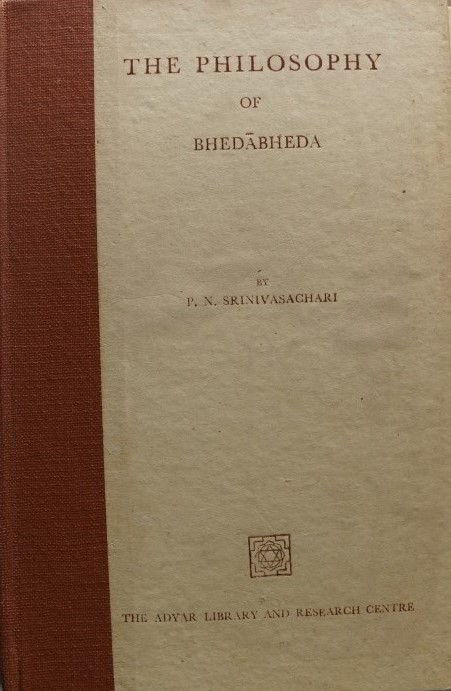 THE PHILOSOPHY
OF
BHEDĀBHEDA
BY
P. N. SRINIVASACHARI
THE ADYAR LIBRARY AND RESEARCH CENTRE